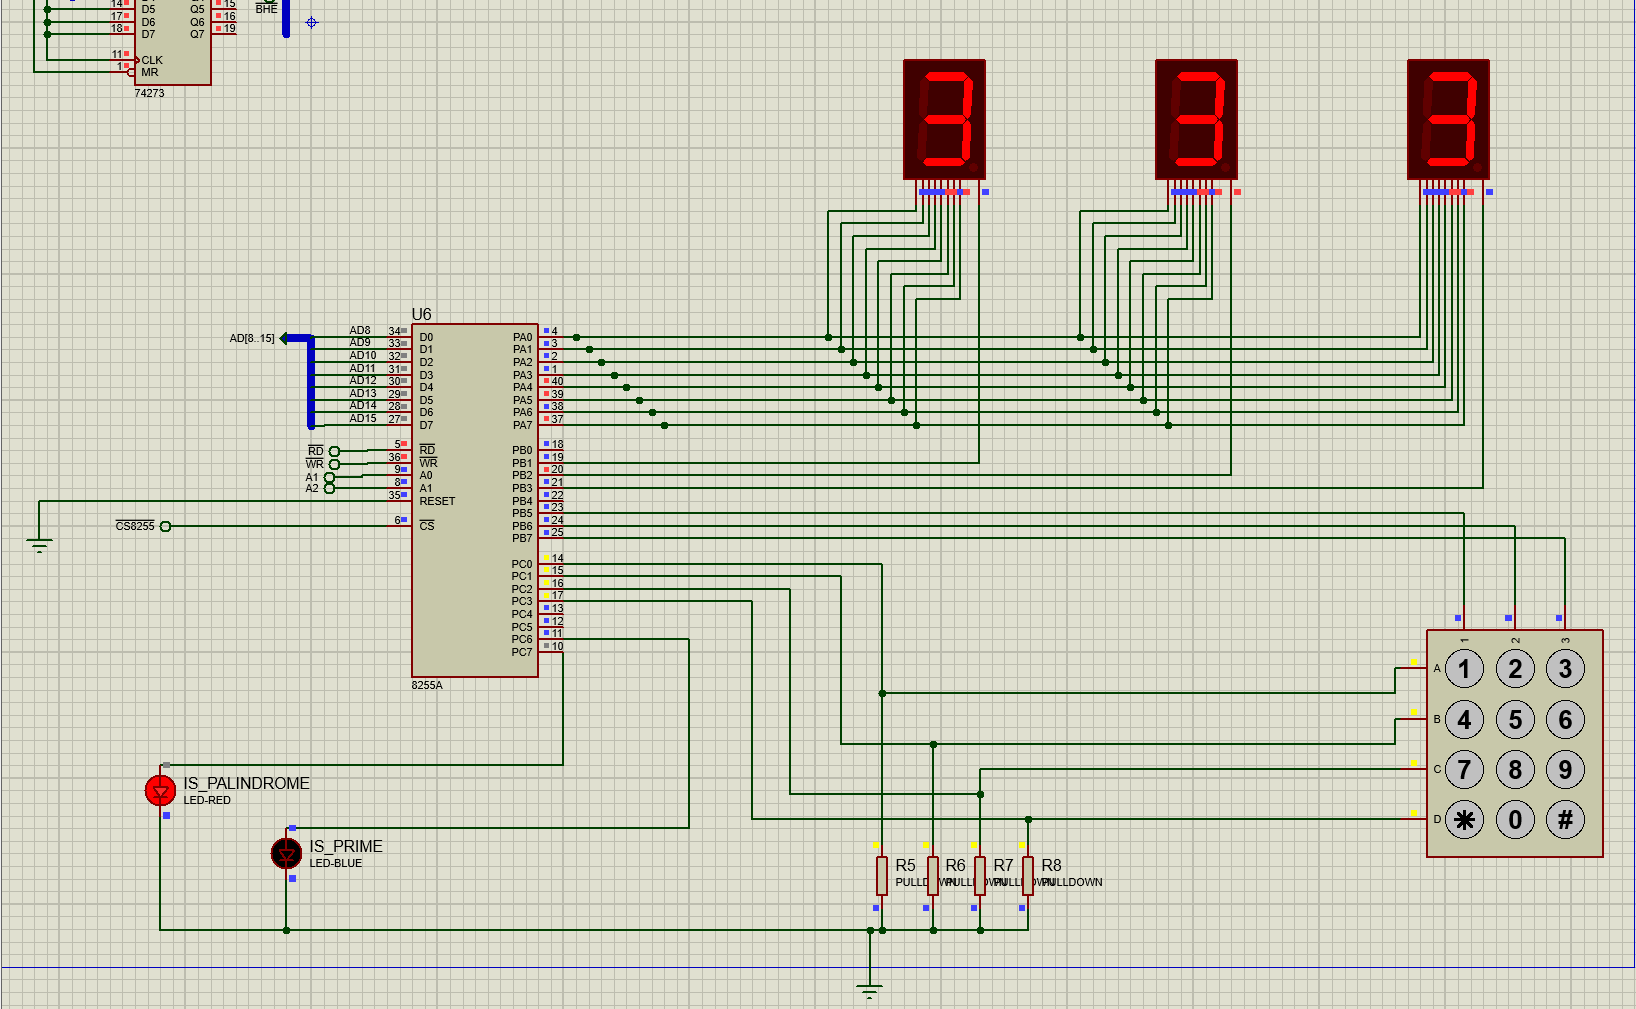 14 D5 Q5 15
17 D6 Q6 16
18 D7 Q7 19
BHE
11 CLK
1 MR
74273
3 3 3
U6
AD[8..15]
AD8 34 D0 PA0 4
AD9 33 D1 PA1 3
AD10 32 D2 PA2 2
AD11 31 D3 PA3 1
AD12 30 D4 PA4 40
AD13 29 D5 PA5 39
AD14 28 D6 PA6 38
AD15 27 D7 PA7 37
RD 5 RD PB0 18
WR 36 WR PB1 19
A1 9 A0 PB2 20
A2 8 A1 PB3 21
35 RESET PB4 22
PB5 23
CS8255 6 CS PB6 24
PB7 25
PC0 14
PC1 15
PC2 16
PC3 17
PC4 13
PC5 12
PC6 11
PC7 10
8255A
1 2 3
A 1 2 3
B 4 5 6
C 7 8 9
D * 0 #
IS_PALINDROME
LED-RED
IS_PRIME
LED-BLUE
R5 R6 R7 R8
PULLDOWN PULLDOWN PULLDOWN PULLDOWN